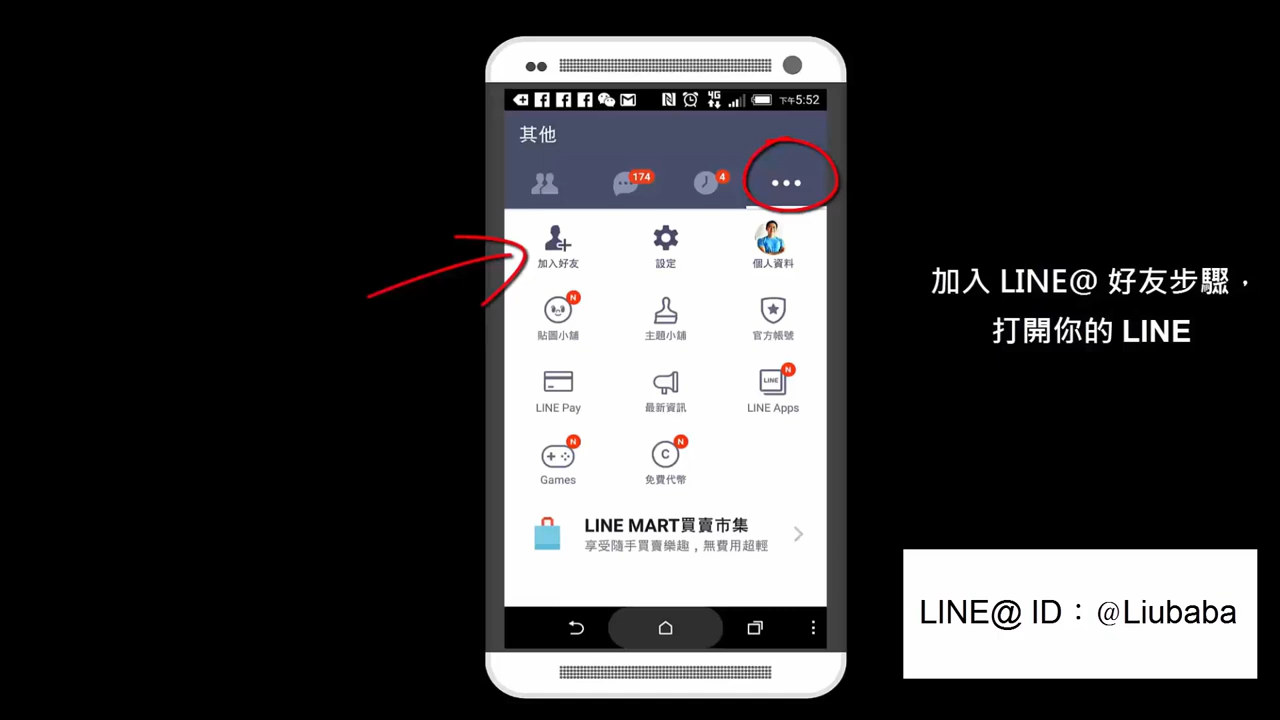 下午5:52
其他
174
4
加入好友
設定
個人資料
N
貼圖小舖
主題小舖
官方帳號
N
LINE
LINE Pay
最新資訊
LINE Apps
N
N
Games
免費代幣
LINE MART買賣市集
享受隨手買賣樂趣，無費用超輕
加入 LINE@ 好友步驟，
打開你的 LINE
LINE@ ID：@Liubaba